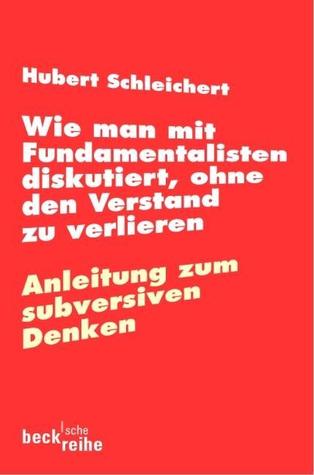 Hubert Schleichert
Wie man mit
Fundamentalisten
diskutiert, ohne
den Verstand
zu verlieren
Anleitung zum
subversiven
Denken
beck'sche
reihe